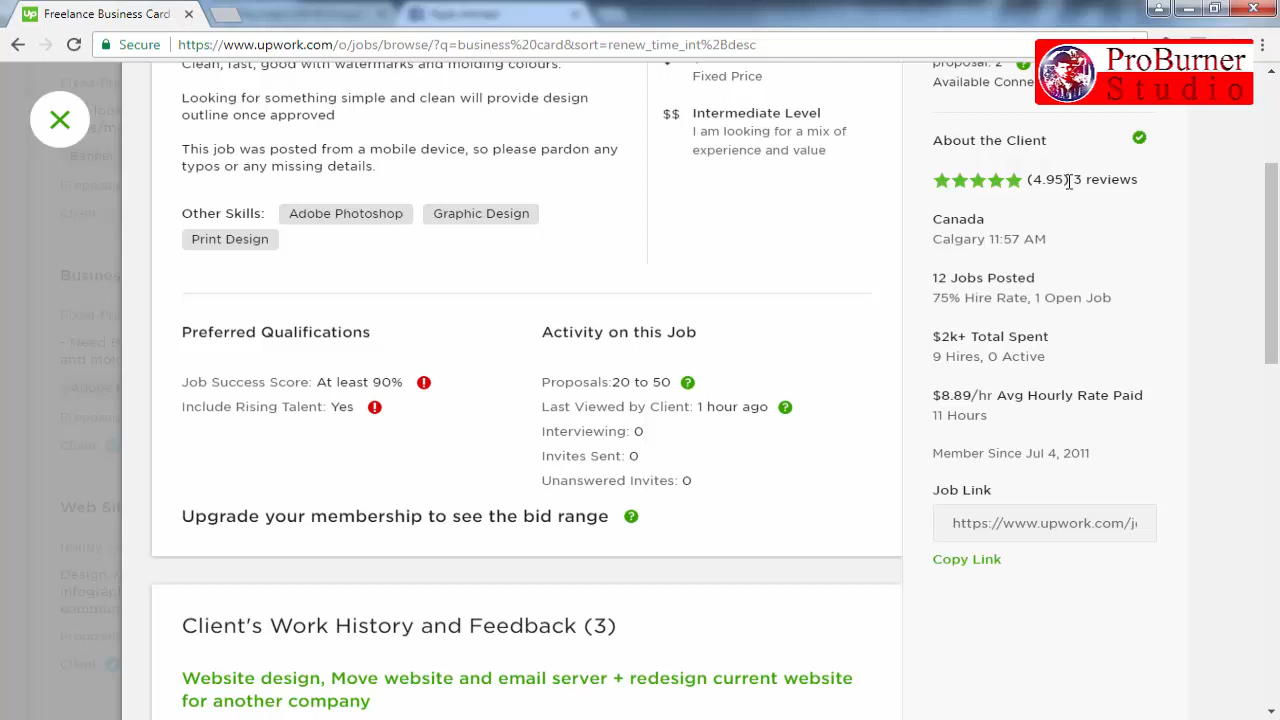 Freelance Business Card
Secure https://www.upwork.com/o/jobs/browse/?q=business%20card&sort=renew_time_int%2Bdesc
ProBurner
Studio
Clean, fast, good with watermarks and molding colours.
Looking for something simple and clean will provide design
outline once approved
This job was posted from a mobile device, so please pardon any
typos or any missing details.
Other Skills: Adobe Photoshop Graphic Design
Print Design
Fixed Price
$$ Intermediate Level
I am looking for a mix of
experience and value
Preferred Qualifications
Job Success Score: At least 90%
Include Rising Talent: Yes
Activity on this Job
Proposals:20 to 50
Last Viewed by Client: 1 hour ago
Interviewing: 0
Invites Sent: 0
Unanswered Invites: 0
Upgrade your membership to see the bid range
Client's Work History and Feedback (3)
Website design, Move website and email server + redesign current website
for another company
proposal: 2
Available Conne
About the Client
(4.95) 3 reviews
Canada
Calgary 11:57 AM
12 Jobs Posted
75% Hire Rate, 1 Open Job
$2k+ Total Spent
9 Hires, 0 Active
$8.89/hr Avg Hourly Rate Paid
11 Hours
Member Since Jul 4, 2011
Job Link
https://www.upwork.com/j
Copy Link